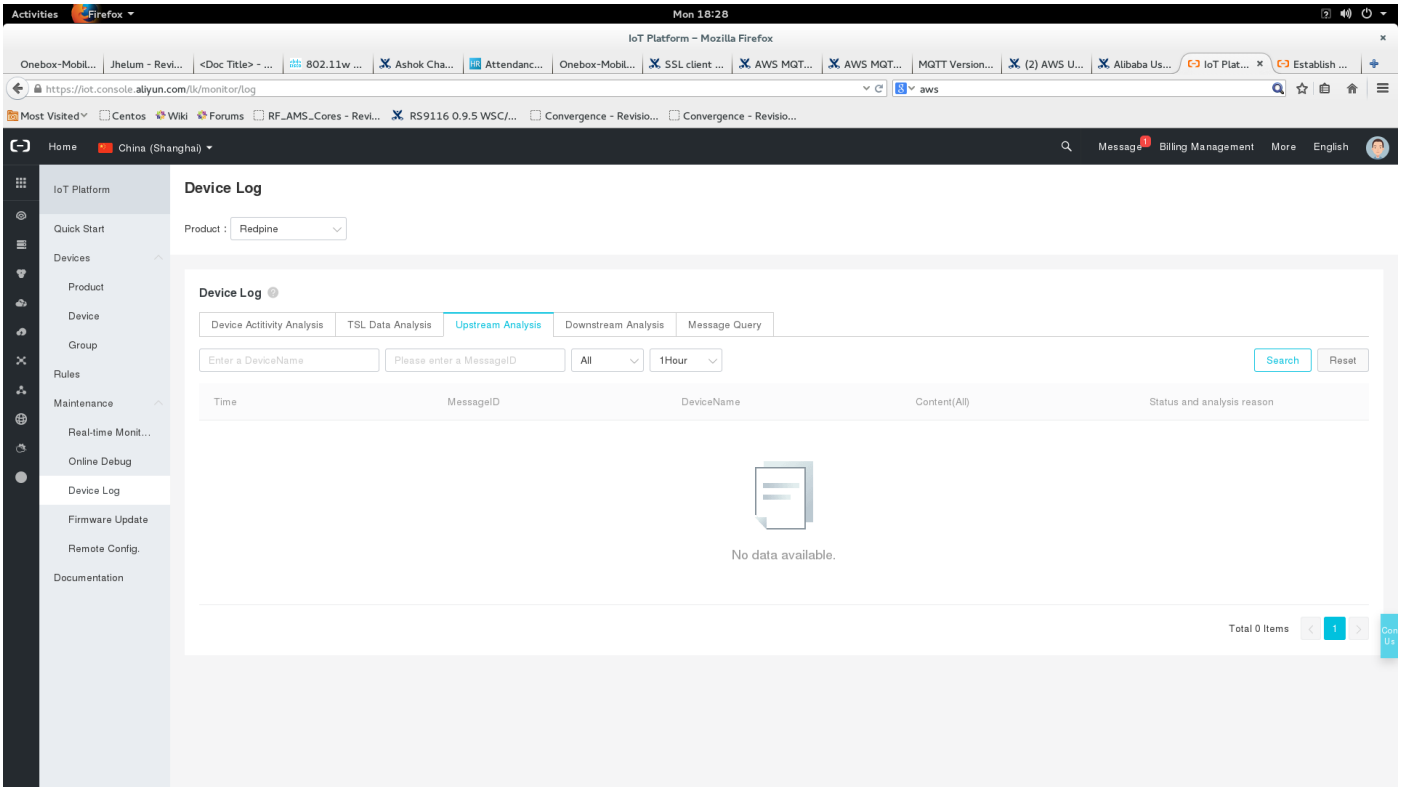 Activities Firefox Mon 18:28
IoT Platform – Mozilla Firefox
Onebox-Mobil... Jhelum - Revi... <Doc Title> - ... 802.11w ... Ashok Cha... Attendanc... Onebox-Mobil... SSL client ... AWS MQT... AWS MQT... MQTT Version... (2) AWS U... Alibaba Us... IoT Plat... Establish ...
https://iot.console.aliyun.com/lk/monitor/log aws
Most Visited Centos Wiki Forums RF_AMS_Cores - Revi... RS9116 0.9.5 WSC/... Convergence - Revisio... Convergence - Revisio...
Home China (Shanghai) Message 1 Billing Management More English
IoT Platform
Quick Start
Devices
Product
Device
Group
Rules
Maintenance
Real-time Monit...
Online Debug
Device Log
Firmware Update
Remote Config.
Documentation
Device Log
Product : Redpine
Device Log
Device Actitivity Analysis TSL Data Analysis Upstream Analysis Downstream Analysis Message Query
Enter a DeviceName Please enter a MessageID All 1Hour Search Reset
Time MessageID DeviceName Content(All) Status and analysis reason
No data available.
Total 0 Items < 1 >
Con
Us